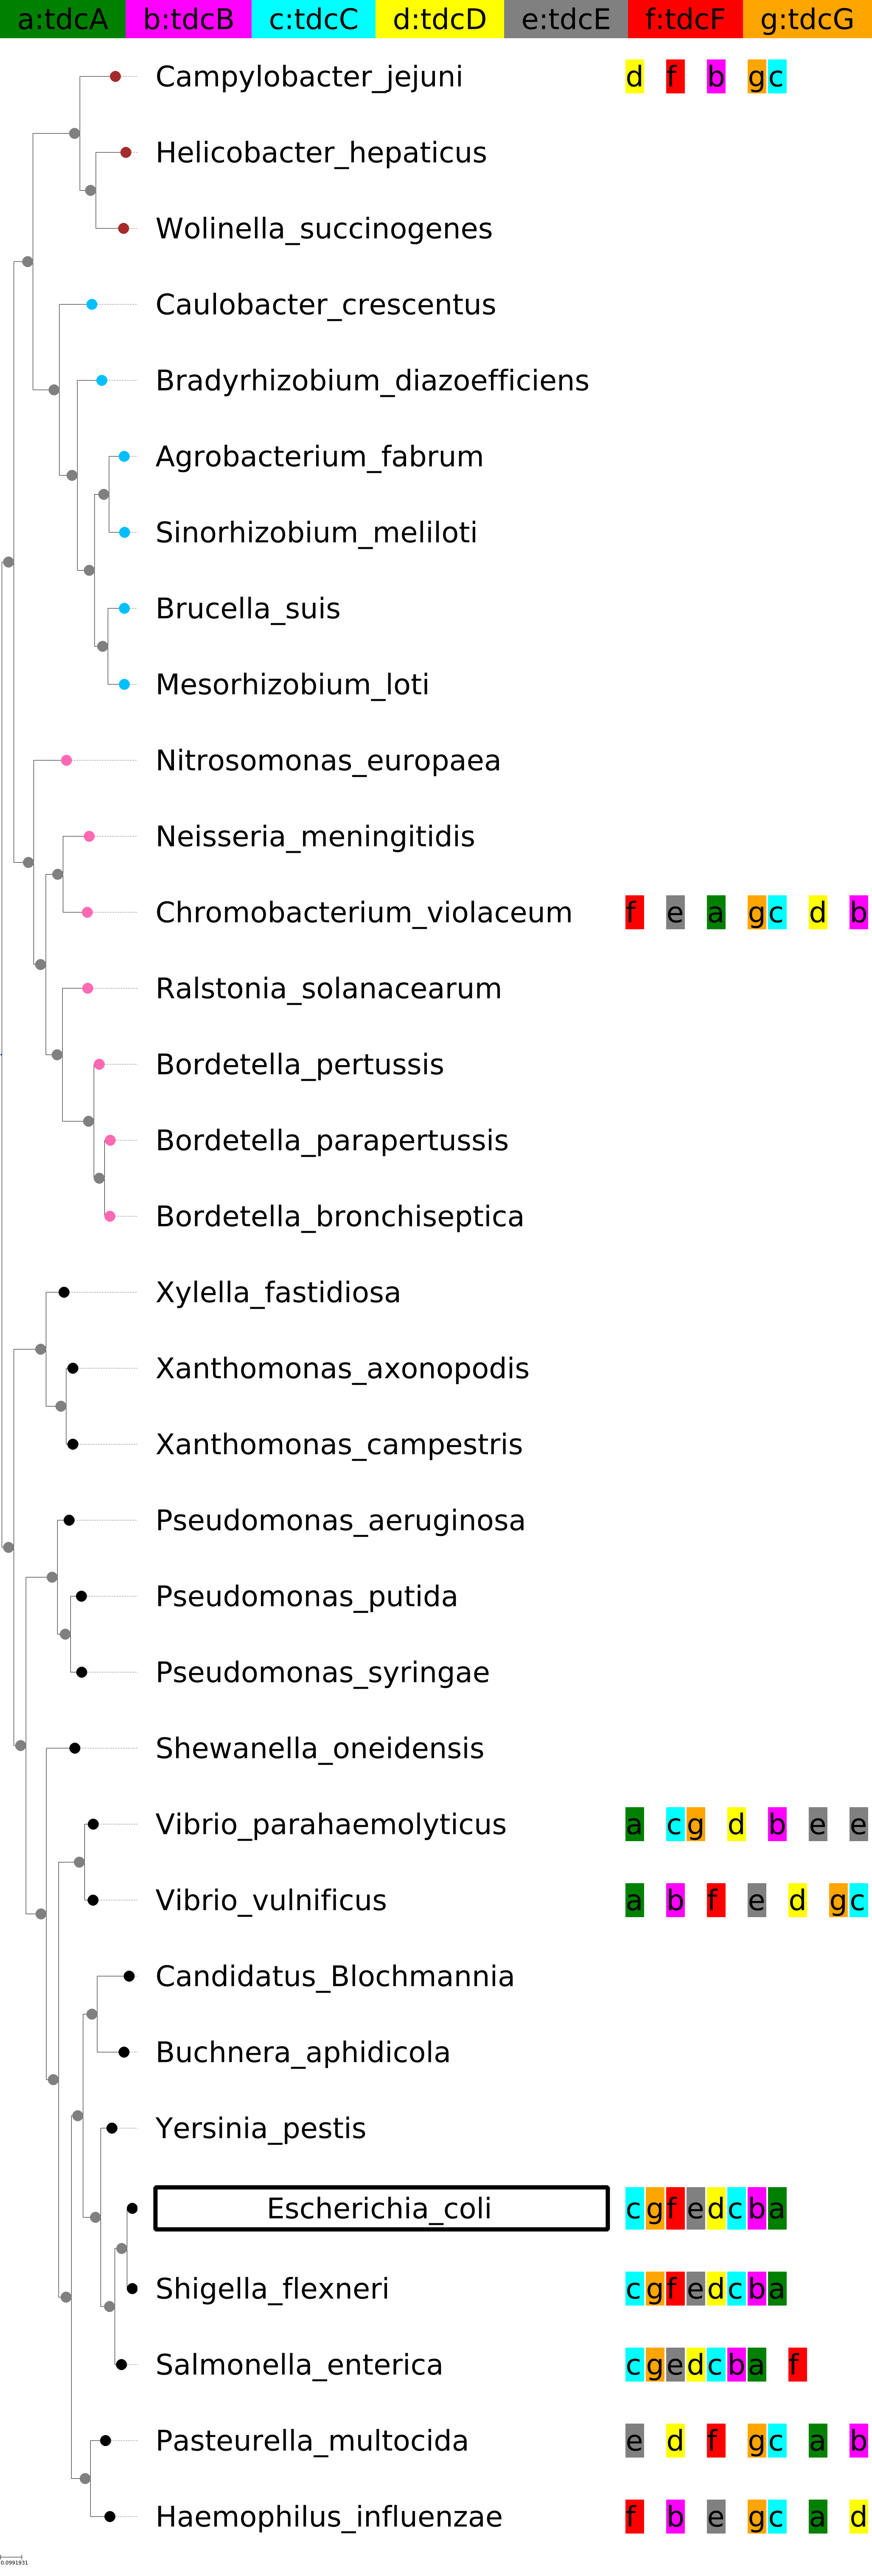 a:tdcA b:tdcB c:tdcC d:tdcD e:tdcE f:tdcF g:tdcG
Campylobacter_jejuni d f b gc
Helicobacter_hepaticus
Wolinella_succinogenes
Caulobacter_crescentus
Bradyrhizobium_diazoefficiens
Agrobacterium_fabrum
Sinorhizobium_meliloti
Brucella_suis
Mesorhizobium_loti
Nitrosomonas_europaea
Neisseria_meningitidis
Chromobacterium_violaceum f e a gc d b
Ralstonia_solanacearum
Bordetella_pertussis
Bordetella_parapertussis
Bordetella_bronchiseptica
Xylella_fastidiosa
Xanthomonas_axonopodis
Xanthomonas_campestris
Pseudomonas_aeruginosa
Pseudomonas_putida
Pseudomonas_syringae
Shewanella_oneidensis
Vibrio_parahaemolyticus a cg d b e e
Vibrio_vulnificus a b f e d gc
Candidatus_Blochmannia
Buchnera_aphidicola
Yersinia_pestis
Escherichia_coli cgfedcba
Shigella_flexneri cgfedcba
Salmonella_enterica cgedcba f
Pasteurella_multocida e d f gc a b
Haemophilus_influenzae f b e gc a d
0.0991931